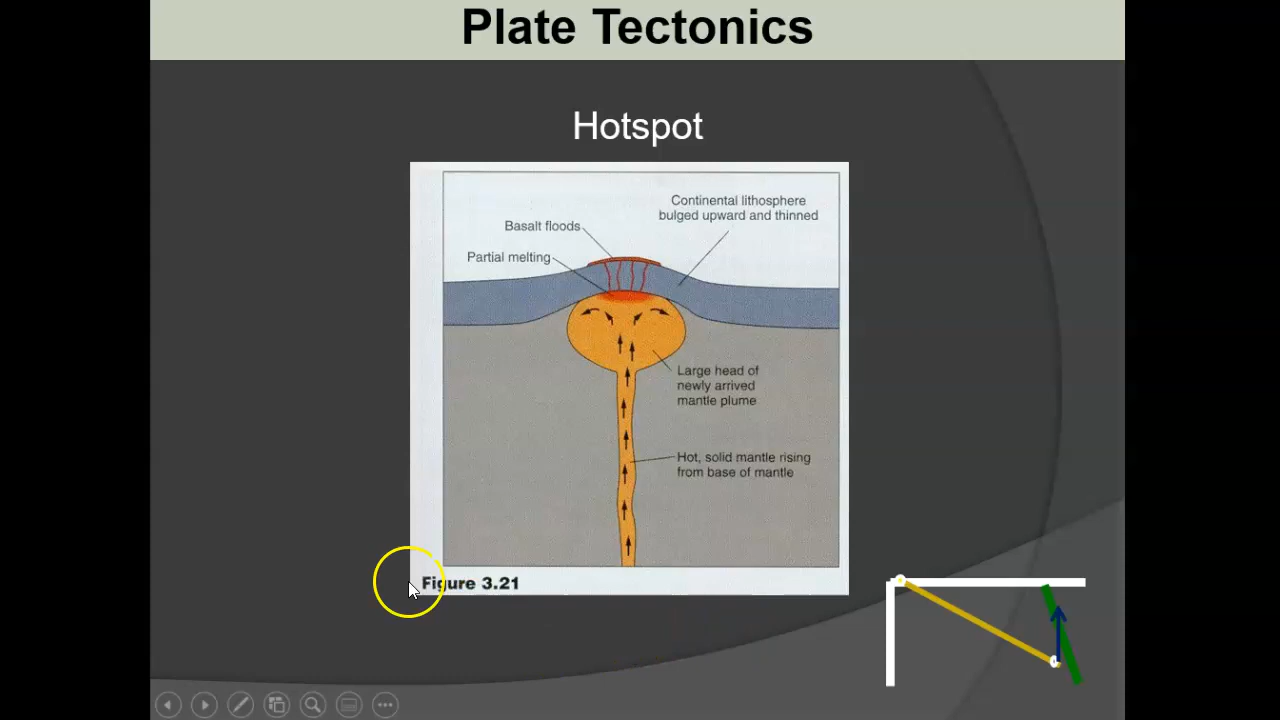 Plate Tectonics
Hotspot
Continental lithosphere
bulged upward and thinned
Basalt floods
Partial melting
Large head of
newly arrived
mantle plume
Hot, solid mantle rising
from base of mantle
Figure 3.21